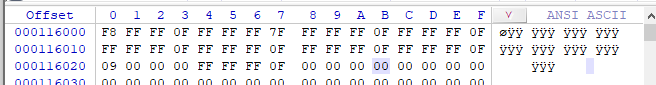 Offset 0 1 2 3 4 5 6 7 8 9 A B C D E F ANSI ASCII
000116000 F8 FF FF 0F FF FF FF 7F FF FF FF 0F FF FF FF 0F øÿÿ ÿÿÿ ÿÿÿ ÿÿÿ
000116010 FF FF FF 0F FF FF FF 0F FF FF FF 0F FF FF FF 0F ÿÿÿ ÿÿÿ ÿÿÿ ÿÿÿ
000116020 09 00 00 00 FF FF FF 0F 00 00 00 00 00 00 00 00 ÿÿÿ
000116030 00 00 00 00 00 00 00 00 00 00 00 00 00 00 00 00